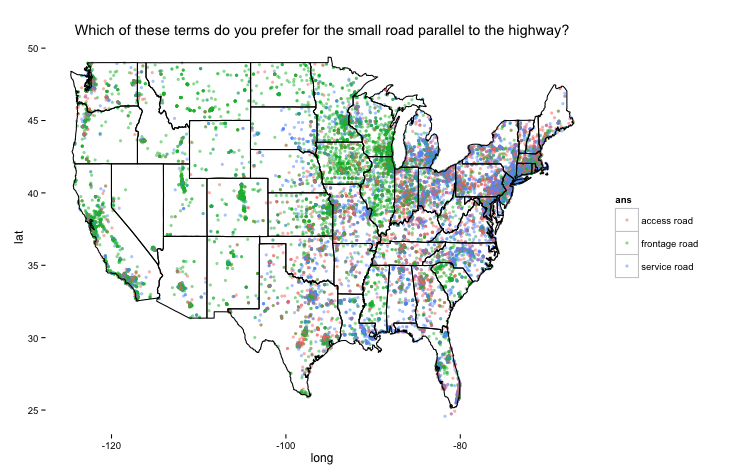 Which of these terms do you prefer for the small road parallel to the highway?
50
45
40
35
30
25
lat
-120
-100
-80
long
ans
access road
frontage road
service road